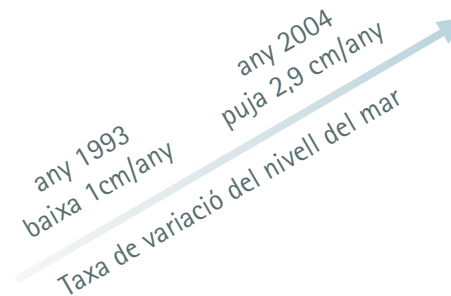 any 1993
baixa 1cm/any
any 2004
puja 2,9 cm/any
Taxa de variació del nivell del mar